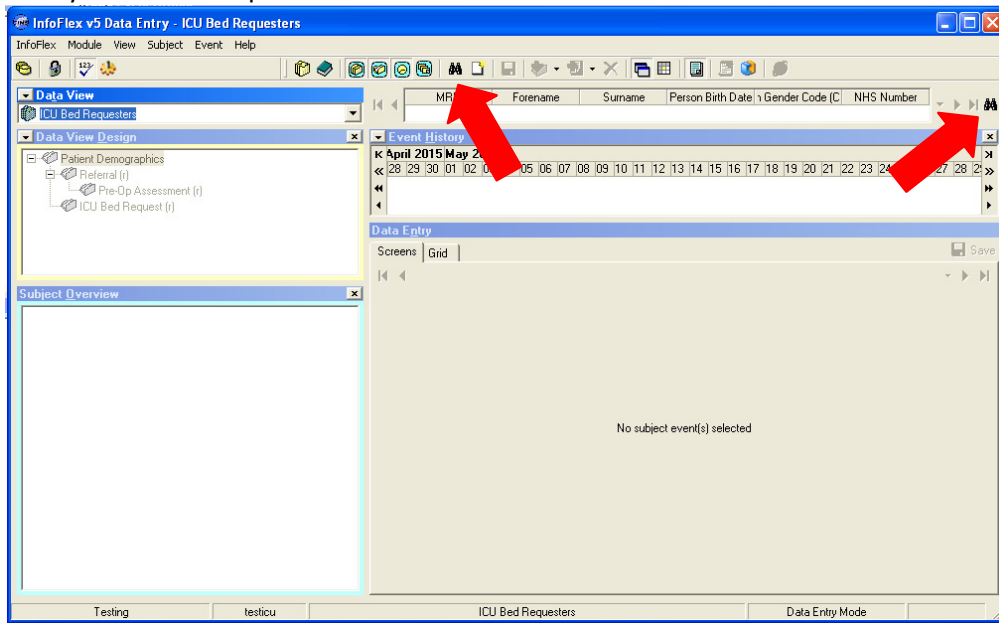 InfoFlex v5 Data Entry - ICU Bed Requesters
InfoFlex Module View Subject Event Help
Data View
ICU Bed Requesters
MR Forename Surname Person Birth Date Gender Code (C NHS Number
Data View Design
Patient Demographics
Referral (r)
Pre-Op Assessment (r)
ICU Bed Request (r)
Event History
April 2015 May 2
28 29 30 01 02 05 06 07 08 09 10 11 12 13 14 15 16 17 18 19 20 21 22 23 24 27 28
Data Entry
Screens Grid Save
Subject Overview
No subject event(s) selected
Testing testicu ICU Bed Requesters Data Entry Mode